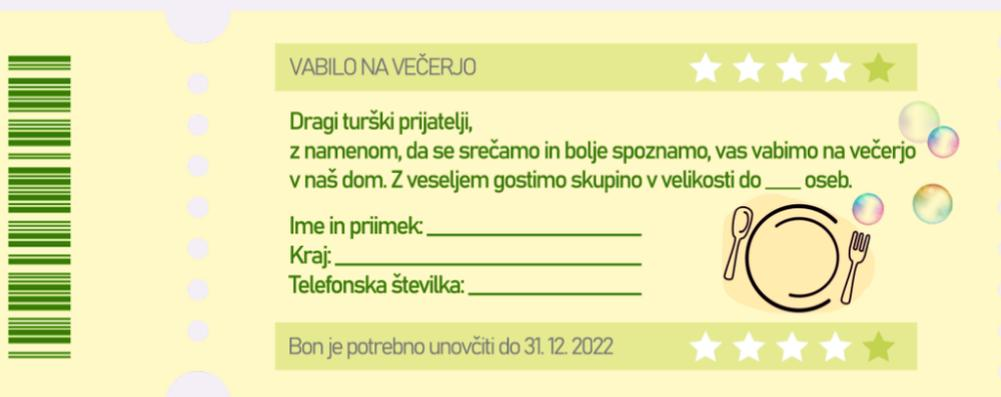 VABILO NA VEČERJO
Dragi turški prijatelji,
z namenom, da se srečamo in bolje spoznamo, vas vabimo na večerjo
v naš dom. Z veseljem gostimo skupino v velikosti do ____ oseb.
Ime in priimek: ____________________
Kraj: ____________________
Telefonska številka: ____________________
Bon je potrebno unovčiti do 31. 12. 2022